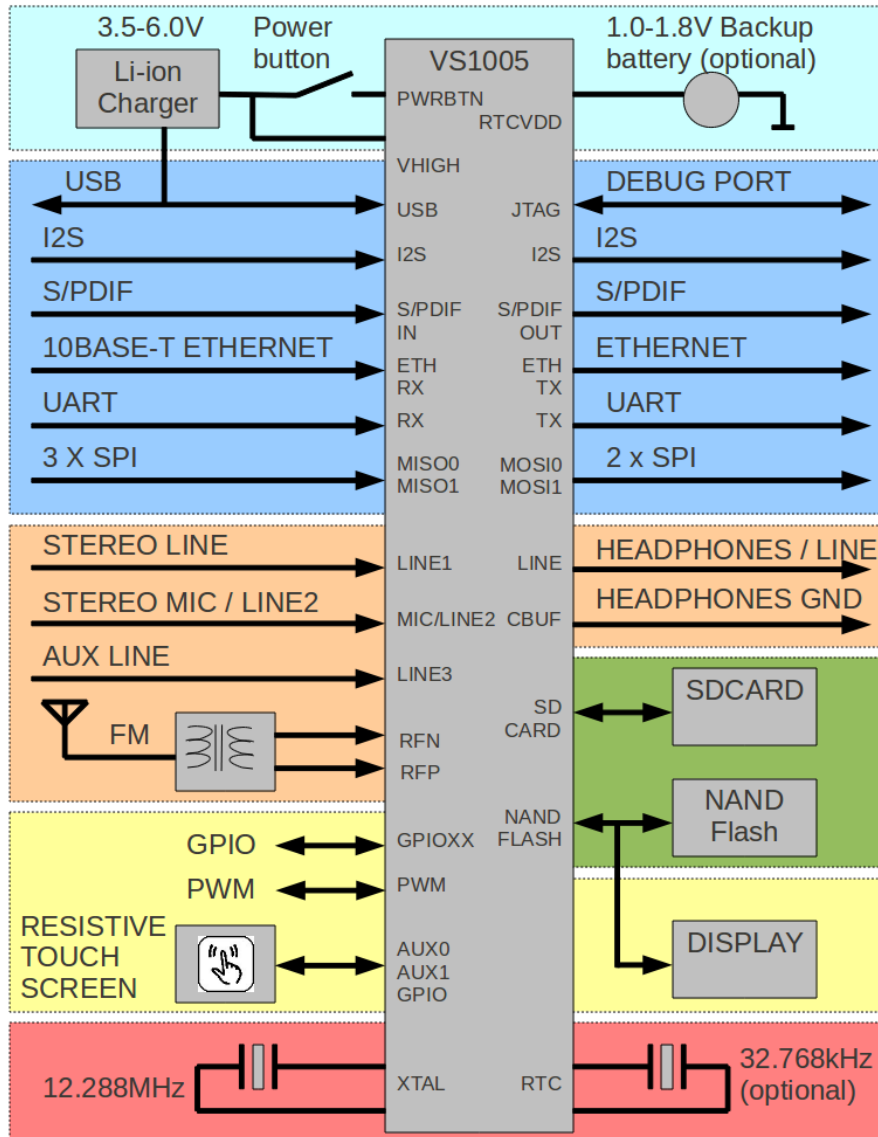 3.5-6.0V
Power
button
1.0-1.8V Backup
battery (optional)
Li-ion
Charger
VS1005
PWRBTN
RTCVDD
VHIGH
USB
USB
JTAG
DEBUG PORT
I2S
I2S
I2S
I2S
S/PDIF
S/PDIF
IN
S/PDIF
OUT
S/PDIF
10BASE-T ETHERNET
ETH
RX
ETH
TX
ETHERNET
UART
RX
TX
UART
3 X SPI
MISO0
MISO1
MOSI0
MOSI1
2 x SPI
STEREO LINE
LINE1
LINE
HEADPHONES / LINE
STEREO MIC / LINE2
MIC/LINE2
CBUF
HEADPHONES GND
AUX LINE
LINE3
FM
RFN
RFP
SD
CARD
SDCARD
NAND
FLASH
NAND
Flash
GPIO
GPIOXX
PWM
PWM
RESISTIVE
TOUCH
SCREEN
AUX0
AUX1
GPIO
DISPLAY
12.288MHz
XTAL
RTC
32.768kHz
(optional)